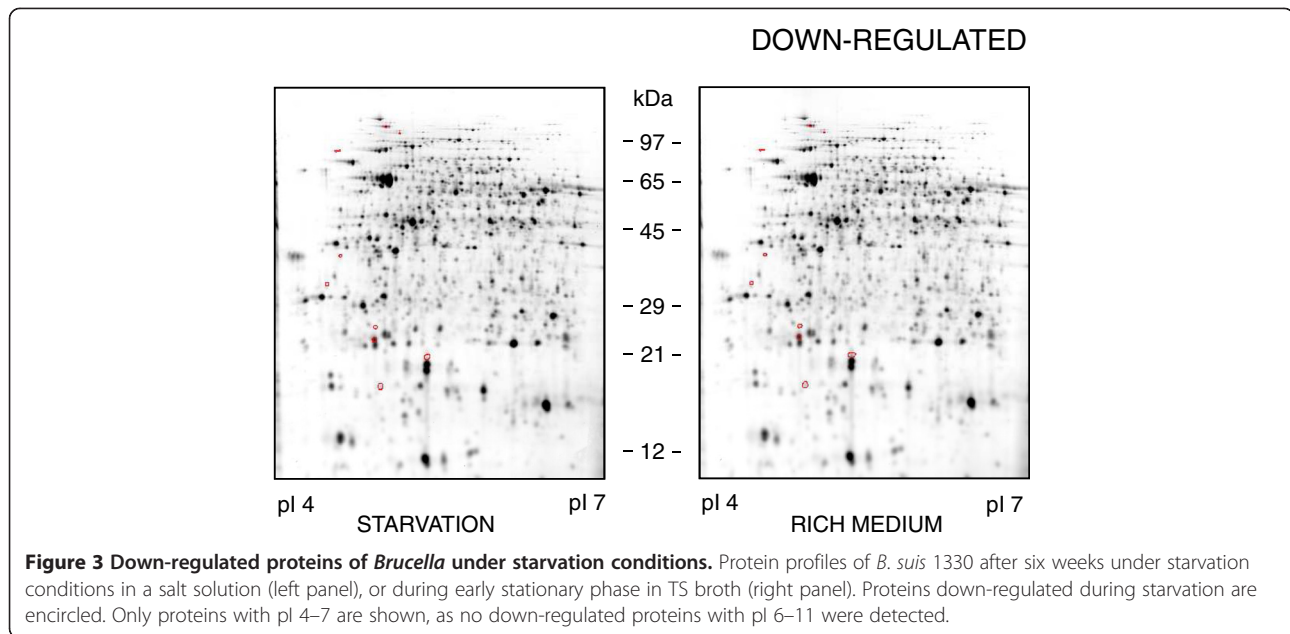 DOWN-REGULATED
kDa
– 97 –
– 65 –
– 45 –
– 29 –
– 21 –
– 12 –
pI 4 pI 7 pI 4 pI 7
STARVATION RICH MEDIUM
Figure 3 Down-regulated proteins of Brucella under starvation conditions. Protein profiles of B. suis 1330 after six weeks under starvation
conditions in a salt solution (left panel), or during early stationary phase in TS broth (right panel). Proteins down-regulated during starvation are
encircled. Only proteins with pI 4–7 are shown, as no down-regulated proteins with pI 6–11 were detected.